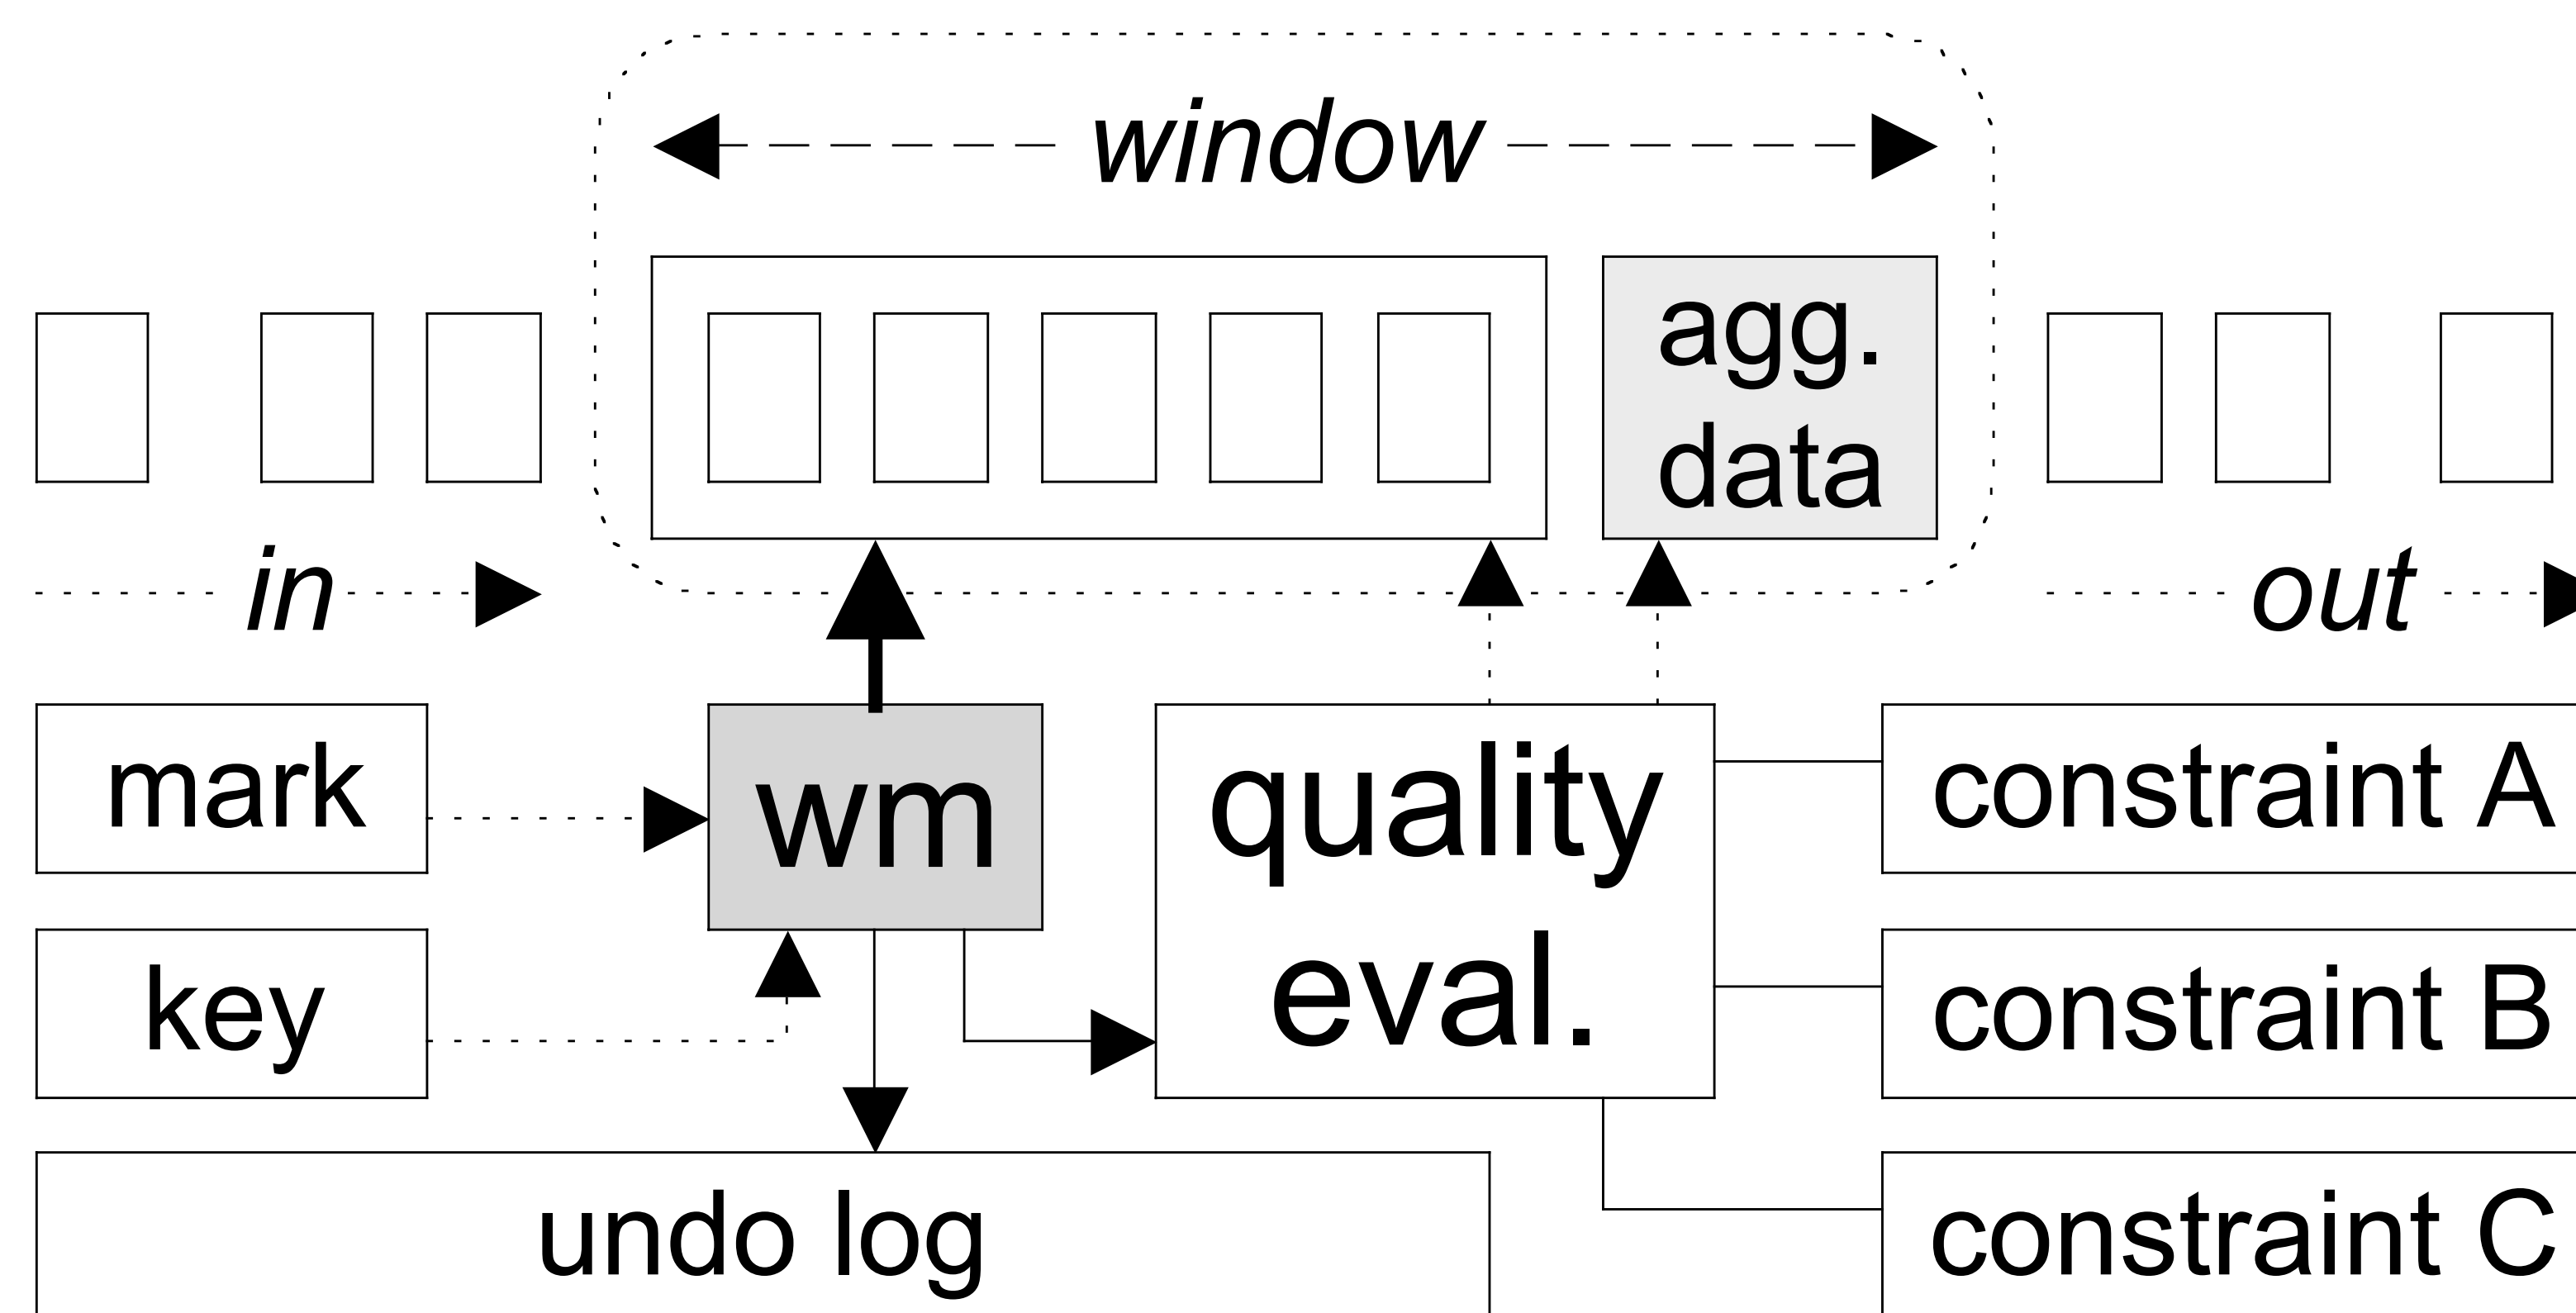 window
agg.
data
in
out
mark
wm
quality
eval.
constraint A
key
constraint B
undo log
constraint C